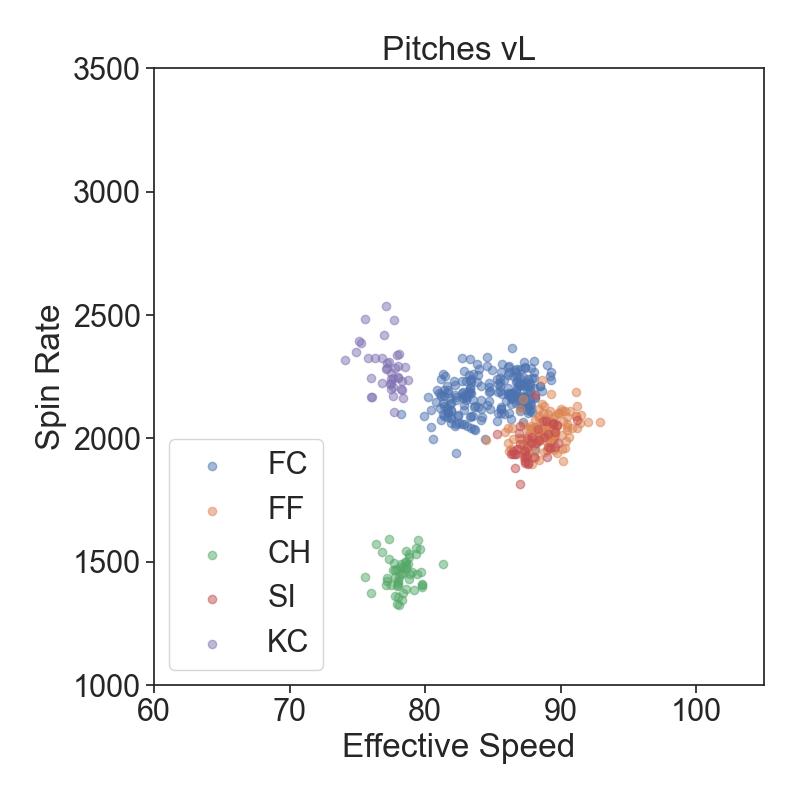 Pitches vL
3500
3000
2500
2000
1500
1000
Spin Rate
FC
FF
CH
SI
KC
60 70 80 90 100
Effective Speed